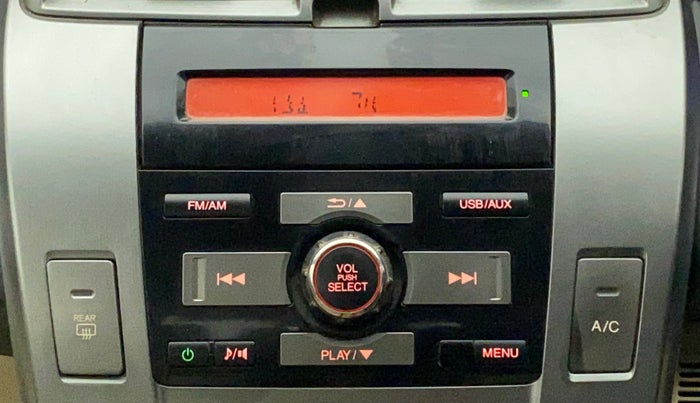 FM/AM
USB/AUX
VOL
PUSH
SELECT
REAR
A/C
PLAY/
MENU